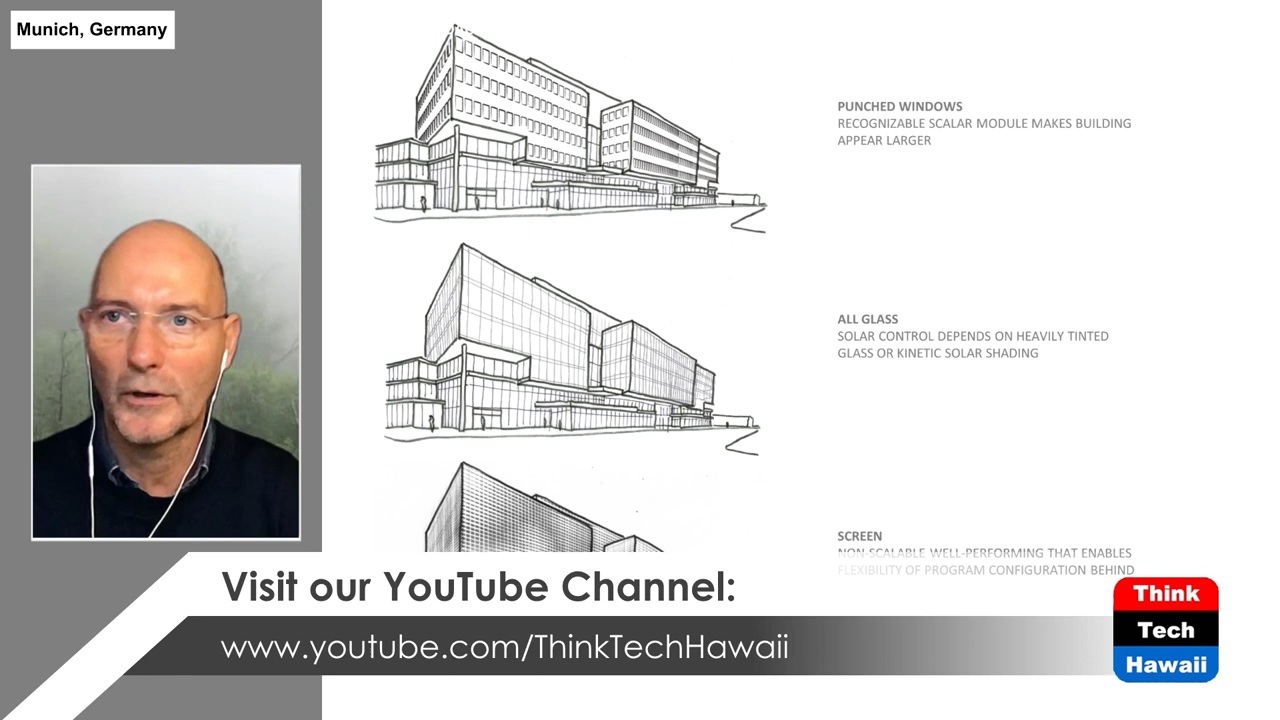 Munich, Germany
PUNCHED WINDOWS
RECOGNIZABLE SCALAR MODULE MAKES BUILDING
APPEAR LARGER
ALL GLASS
SOLAR CONTROL DEPENDS ON HEAVILY TINTED
GLASS OR KINETIC SOLAR SHADING
SCREEN
NON-SCALABLE WELL-PERFORMING THAT ENABLES
FLEXIBILITY OF PROGRAM CONFIGURATION BEHIND
Visit our YouTube Channel:
www.youtube.com/ThinkTechHawaii
Think
Tech
Hawaii